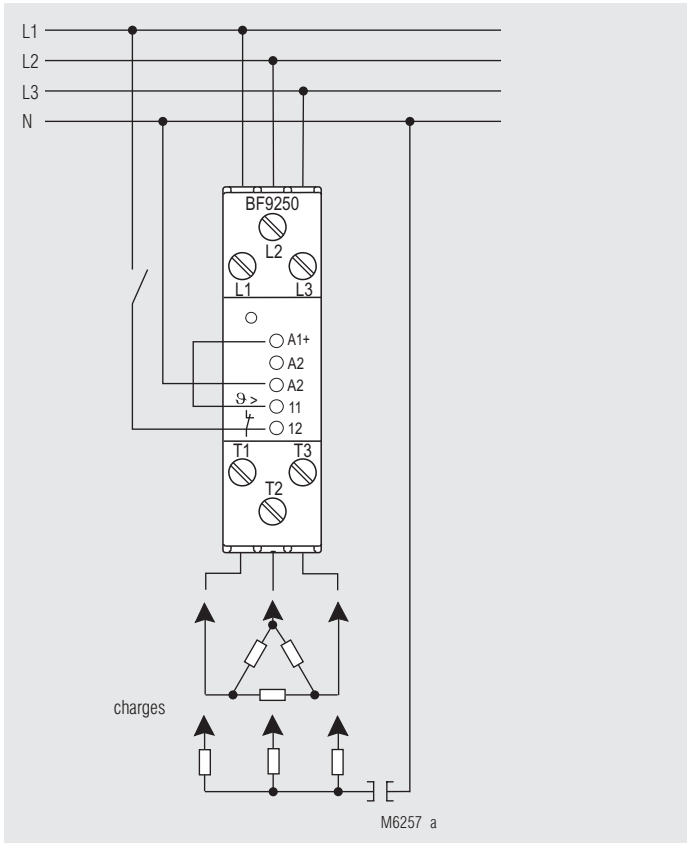 L1
L2
L3
N
BF9250
L2
L1 L3
A1+
A2
A2
ϑ > 11
12
T1 T3
T2
charges
M6257 a